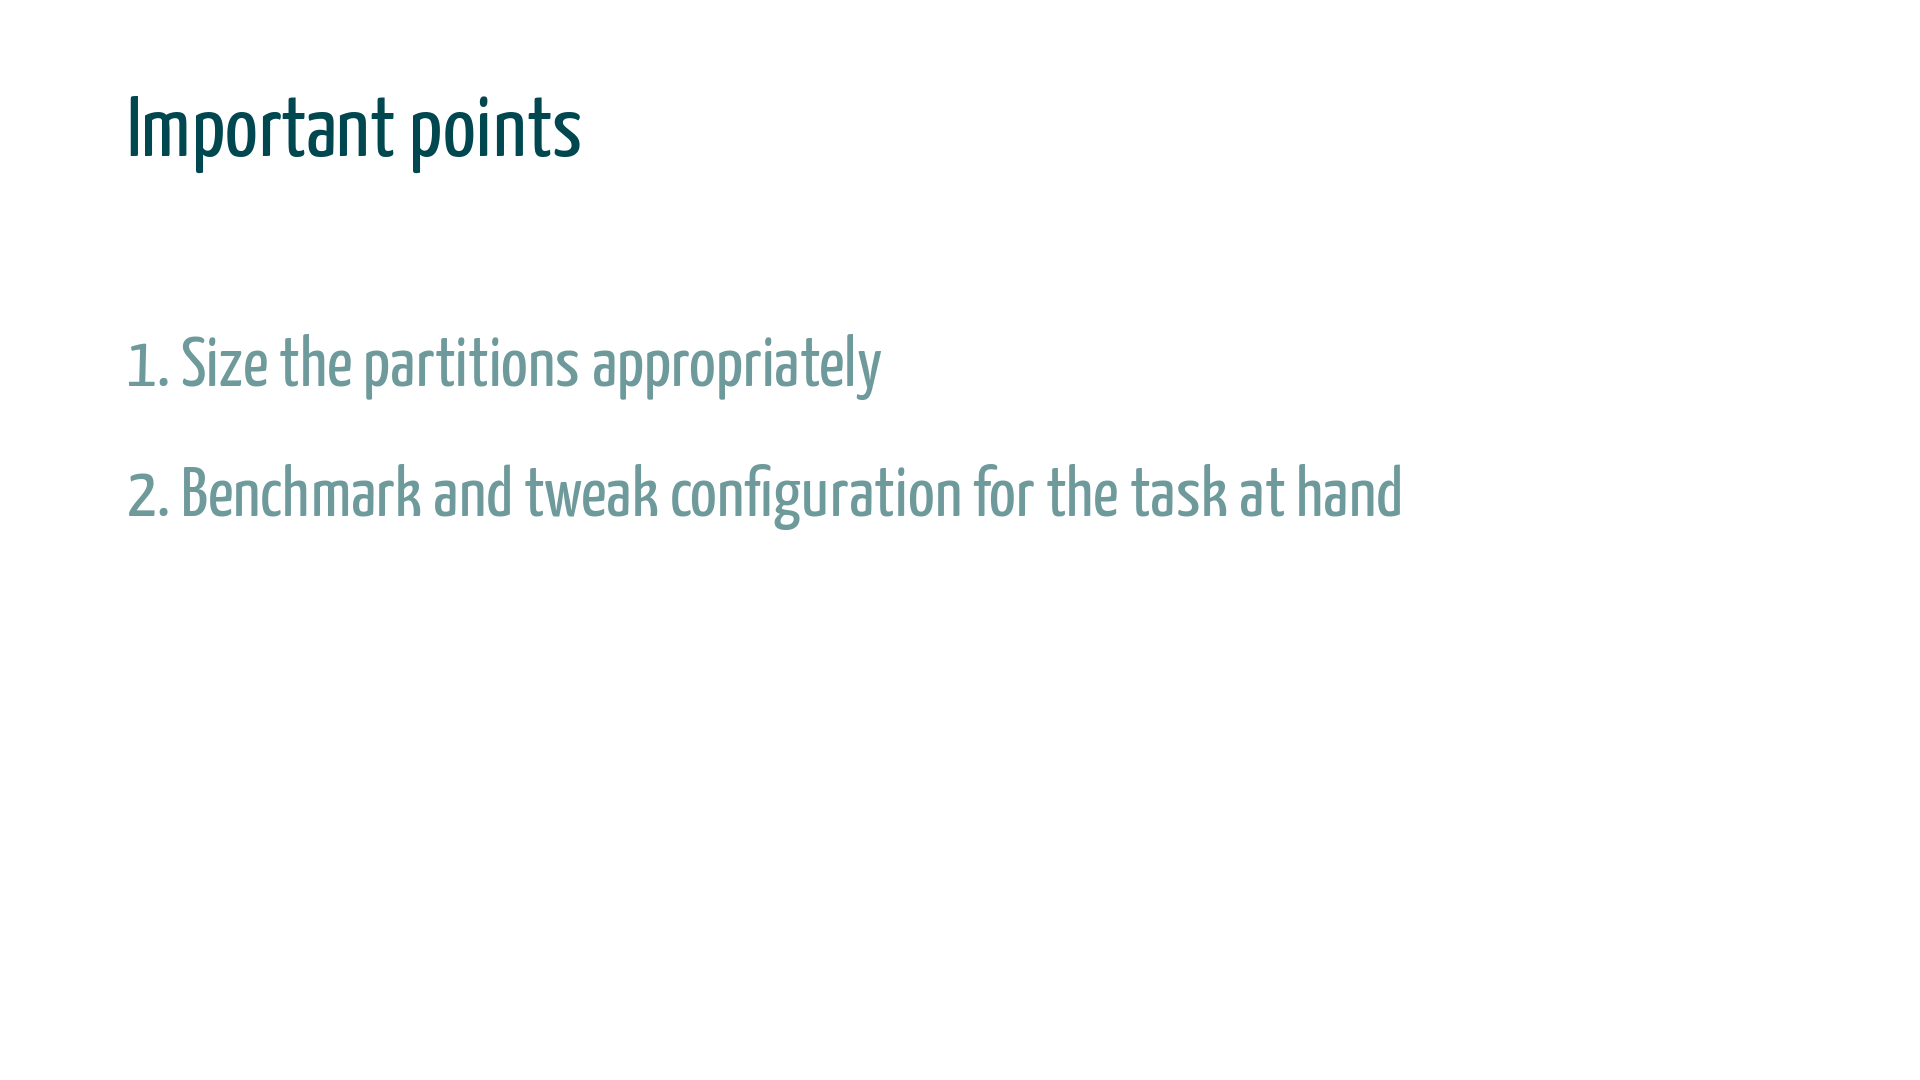 Important points
1. Size the partitions appropriately
2. Benchmark and tweak configuration for the task at hand